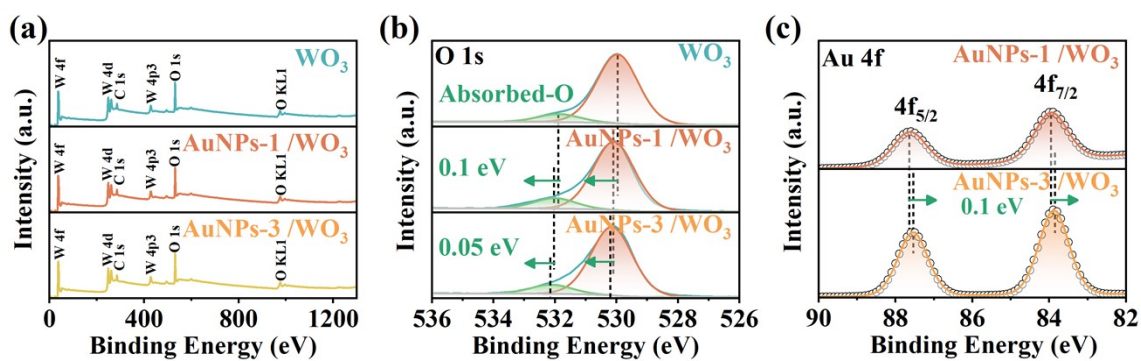 (a)
WO3
W 4f
W 4d
C 1s
W 4p3
O 1s
O KL1
AuNPs-1 /WO3
W 4f
W 4d
C 1s
W 4p3
O 1s
O KL1
AuNPs-3 /WO3
W 4f
W 4d
C 1s
W 4p3
O 1s
O KL1
Intensity (a.u.)
0 400 800 1200
Binding Energy (eV)
(b)
O 1s
WO3
Absorbed-O
AuNPs-1 /WO3
0.1 eV
AuNPs-3 /WO3
0.05 eV
Intensity (a.u.)
536 534 532 530 528 526
Binding Energy (eV)
(c)
Au 4f
AuNPs-1 /WO3
4f5/2
4f7/2
AuNPs-3 /WO3
0.1 eV
Intensity (a.u.)
90 88 86 84 82
Binding Energy (eV)